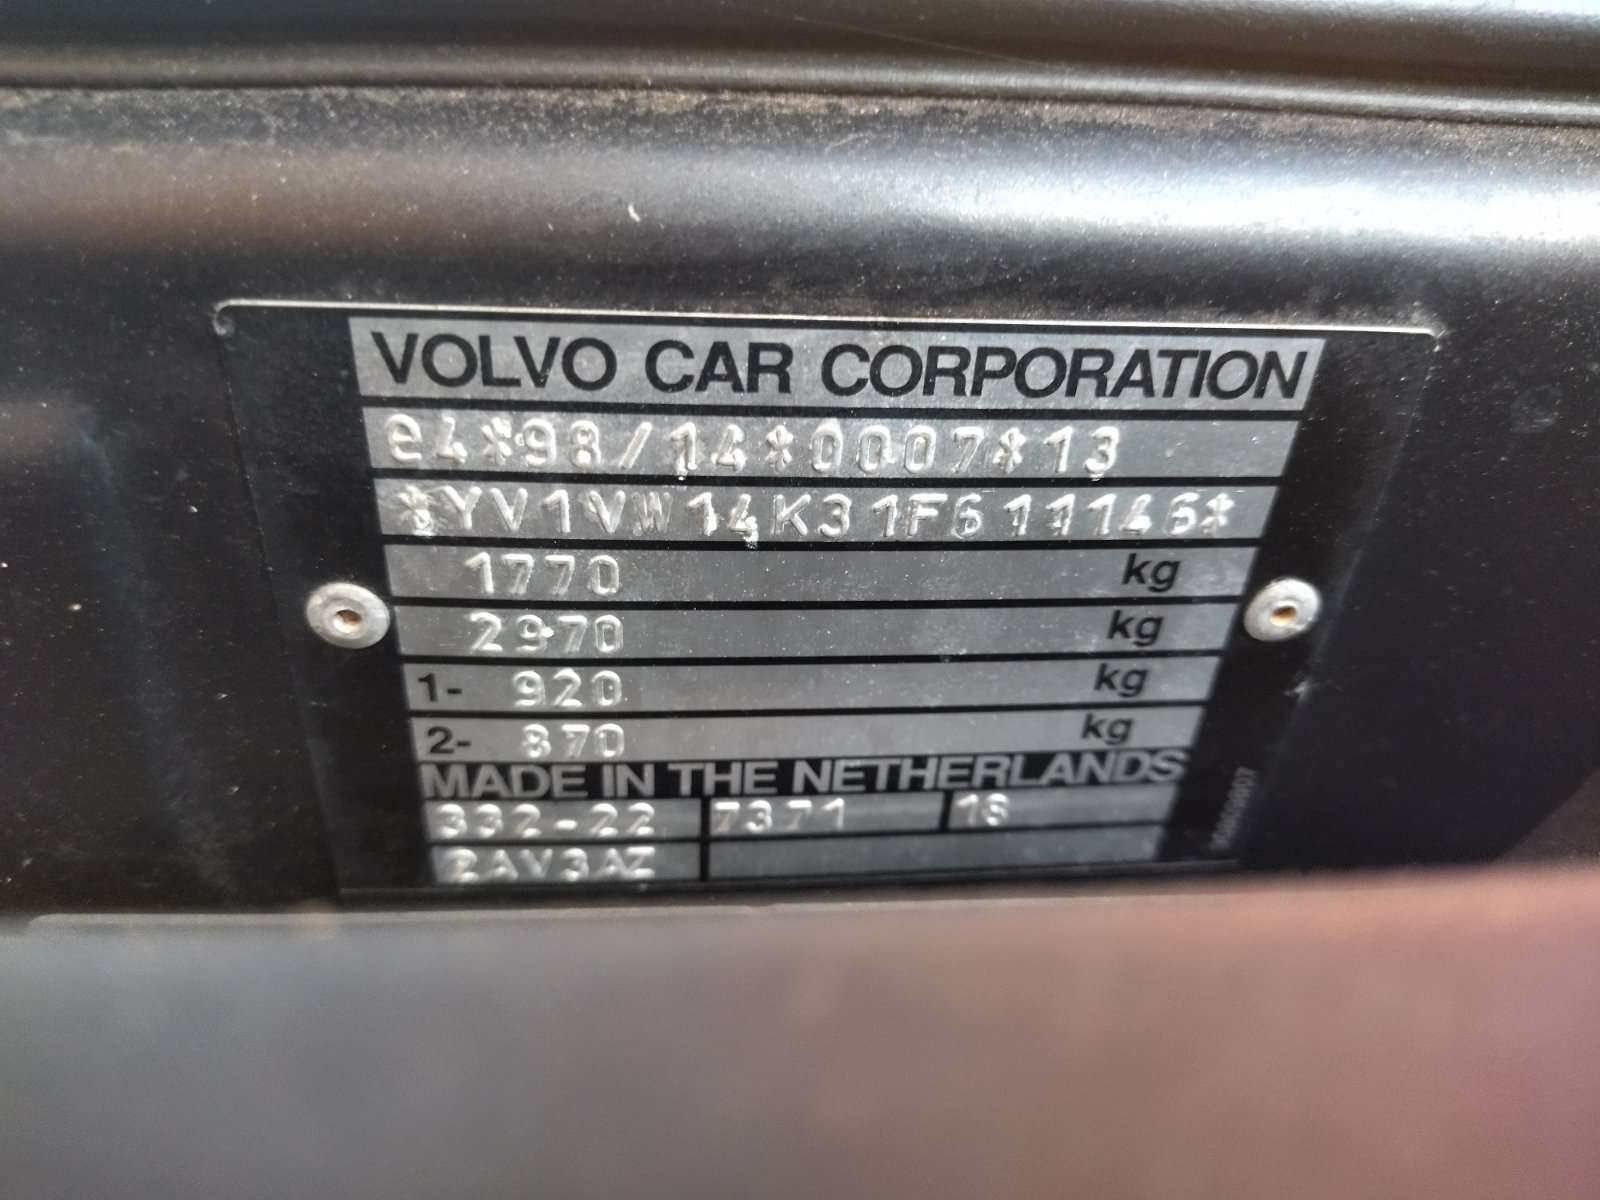 VOLVO CAR CORPORATION
e4*98/14*0007*13
*YV1VW14K31F611146*
1770 kg
2970 kg
1- 920 kg
2- 870 kg
MADE IN THE NETHERLANDS
332-22 7371 18
2AV3AZ